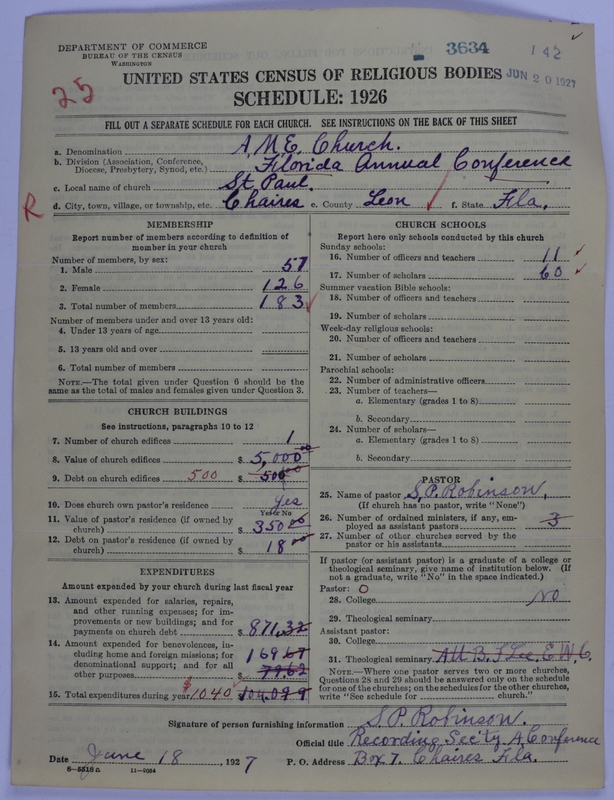 DEPARTMENT OF COMMERCE
BUREAU OF THE CENSUS
WASHINGTON
3634
142
UNITED STATES CENSUS OF RELIGIOUS BODIES
JUN 20 1927
SCHEDULE: 1926
25
FILL OUT A SEPARATE SCHEDULE FOR EACH CHURCH. SEE INSTRUCTIONS ON THE BACK OF THIS SHEET
a. Denomination A.M.E. Church.
b. Division (Association, Conference, Diocese, Presbytery, Synod, etc.) Florida Annual Conference
c. Local name of church St. Paul.
R
d. City, town, village, or township, etc. Chaires e. County Leon f. State Fla.
MEMBERSHIP
Report number of members according to definition of
member in your church
Number of members, by sex:
1. Male 57
2. Female 126
3. Total number of members 183
Number of members under and over 13 years old:
4. Under 13 years of age
5. 13 years old and over
6. Total number of members
NOTE.—The total given under Question 6 should be the
same as the total of males and females given under Question 3.
CHURCH BUILDINGS
See instructions, paragraphs 10 to 12
7. Number of church edifices 1
8. Value of church edifices $ 5,000.00
9. Debt on church edifices 500 $ 500.00
10. Does church own pastor's residence? Yes
Yes or No
11. Value of pastor's residence (if owned by
church) $ 350.00
12. Debt on pastor's residence (if owned by
church) $ 18.00
EXPENDITURES
Amount expended by your church during last fiscal year
13. Amount expended for salaries, repairs,
and other running expenses; for im-
provements or new buildings; and for
payments on church debt $ 871.32
14. Amount expended for benevolences, in-
cluding home and foreign missions; for 169.67
denominational support; and for all
other purposes $ 79.62
15. Total expenditures during year $1040
CHURCH SCHOOLS
Report here only schools conducted by this church
Sunday schools:
16. Number of officers and teachers 11
17. Number of scholars 60
Summer vacation Bible schools:
18. Number of officers and teachers
19. Number of scholars
Week-day religious schools:
20. Number of officers and teachers
21. Number of scholars
Parochial schools:
22. Number of administrative officers
23. Number of teachers—
a. Elementary (grades 1 to 8)
b. Secondary
24. Number of scholars—
a. Elementary (grades 1 to 8)
b. Secondary
PASTOR
25. Name of pastor S.P. Robinson,
(If church has no pastor, write "None")
26. Number of ordained ministers, if any, em-
ployed as assistant pastors 3
27. Number of other churches served by the
pastor or his assistants
If pastor (or assistant pastor) is a graduate of a college or
theological seminary, give name of institution below. (If
not a graduate, write "No" in the space indicated.)
Pastor: O
28. College No
29. Theological seminary
Assistant pastor:
30. College
31. Theological seminary Att B.F. Lee, E.W.C.
NOTE.—Where one pastor serves two or more churches,
Questions 28 and 29 should be answered only on the schedule
for one of the churches; on the schedules for the other churches,
write "See schedule for church."
Signature of person furnishing information S.P. Robinson.
Official title Recording Sec'ty A. Conference
Date June 18, 1927 P. O. Address Box 7. Chaires Fla.
8-5518a 11-9034